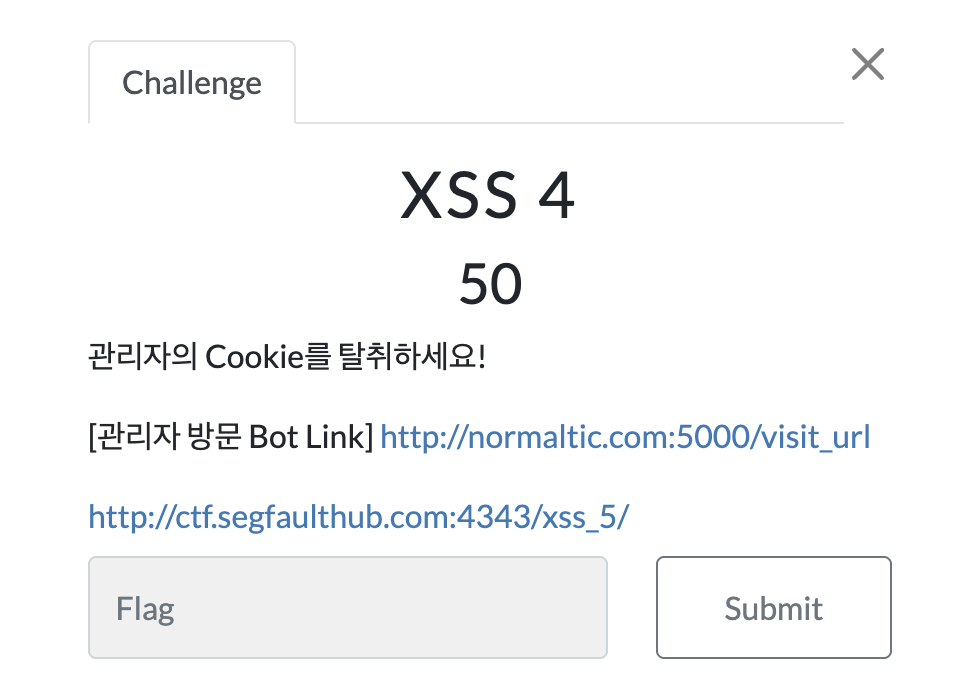 Challenge
XSS 4
50
관리자의 Cookie를 탈취하세요!
[관리자 방문 Bot Link] http://normaltic.com:5000/visit_url
http://ctf.segfaulthub.com:4343/xss_5/
Flag
Submit